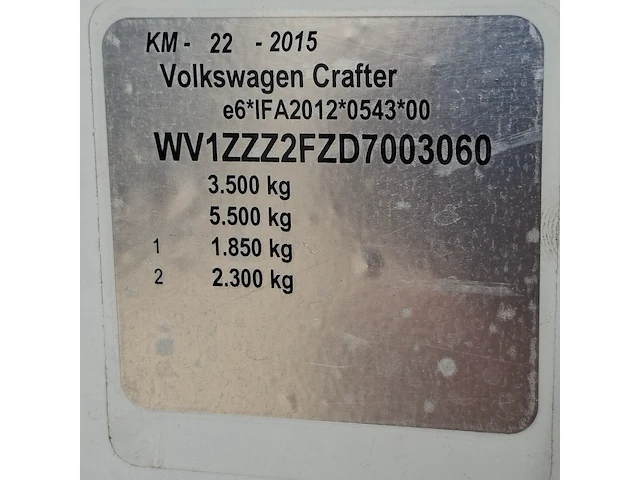 KM - 22 - 2015
Volkswagen Crafter
e6*IFA2012*0543*00
WV1ZZZ2FZD7003060
3.500 kg
5.500 kg
1 1.850 kg
2 2.300 kg